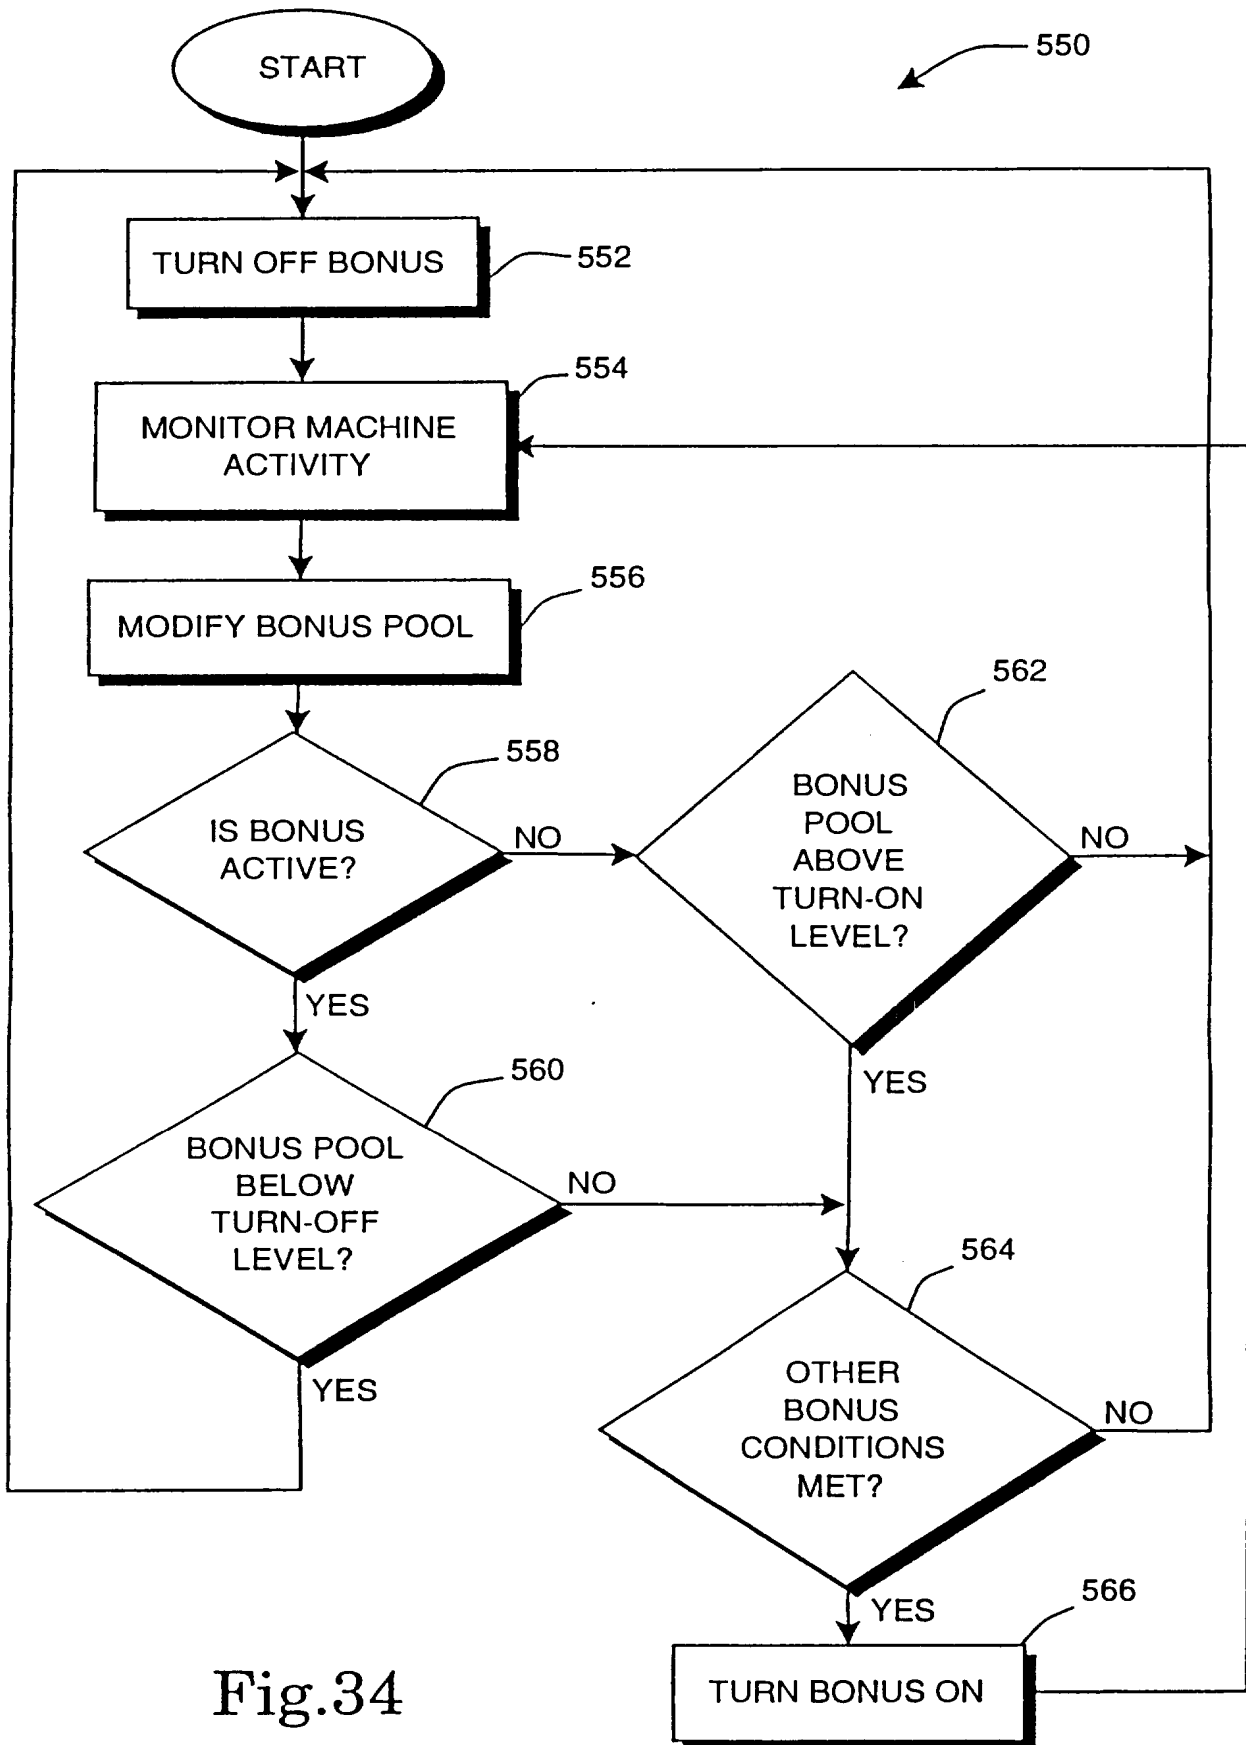 START
550
TURN OFF BONUS
552
554
MONITOR MACHINE
ACTIVITY
556
MODIFY BONUS POOL
562
558
IS BONUS
ACTIVE?
NO
BONUS
POOL
ABOVE
TURN-ON
LEVEL?
NO
YES
YES
560
BONUS POOL
BELOW
TURN-OFF
LEVEL?
NO
YES
564
OTHER
BONUS
CONDITIONS
MET?
NO
YES
566
TURN BONUS ON
Fig.34